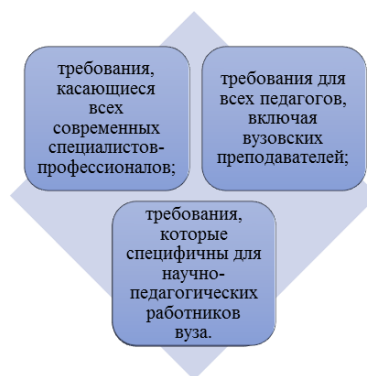 требования,
касающиеся
всех
современных
специалистов-
профессионалов;
требования для
всех педагогов,
включая
вузовских
преподавателей;
требования,
которые
специфичны для
научно-
педагогических
работников
вуза.